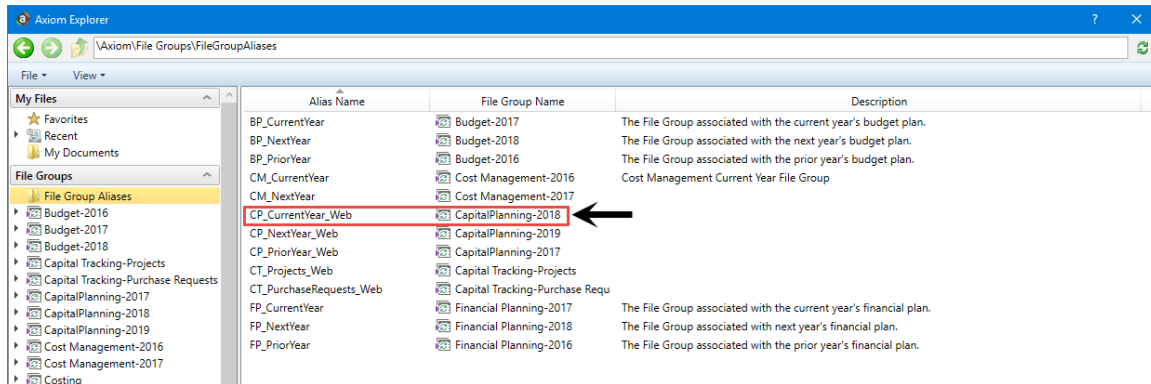 Axiom Explorer
?
\Axiom\File Groups\FileGroupAliases
File View
My Files
Favorites
Recent
My Documents
File Groups
File Group Aliases
Budget-2016
Budget-2017
Budget-2018
Capital Tracking-Projects
Capital Tracking-Purchase Requests
CapitalPlanning-2017
CapitalPlanning-2018
CapitalPlanning-2019
Cost Management-2016
Cost Management-2017
Costing
Alias Name File Group Name Description
BP_CurrentYear Budget-2017 The File Group associated with the current year's budget plan.
BP_NextYear Budget-2018 The File Group associated with the next year's budget plan.
BP_PriorYear Budget-2016 The File Group associated with the prior year's budget plan.
CM_CurrentYear Cost Management-2016 Cost Management Current Year File Group
CM_NextYear Cost Management-2017
CP_CurrentYear_Web CapitalPlanning-2018
CP_NextYear_Web CapitalPlanning-2019
CP_PriorYear_Web CapitalPlanning-2017
CT_Projects_Web Capital Tracking-Projects
CT_PurchaseRequests_Web Capital Tracking-Purchase Requ
FP_CurrentYear Financial Planning-2017 The File Group associated with the current year's financial plan.
FP_NextYear Financial Planning-2018 The File Group associated with next year's financial plan.
FP_PriorYear Financial Planning-2016 The File Group associated with the prior year's financial plan.